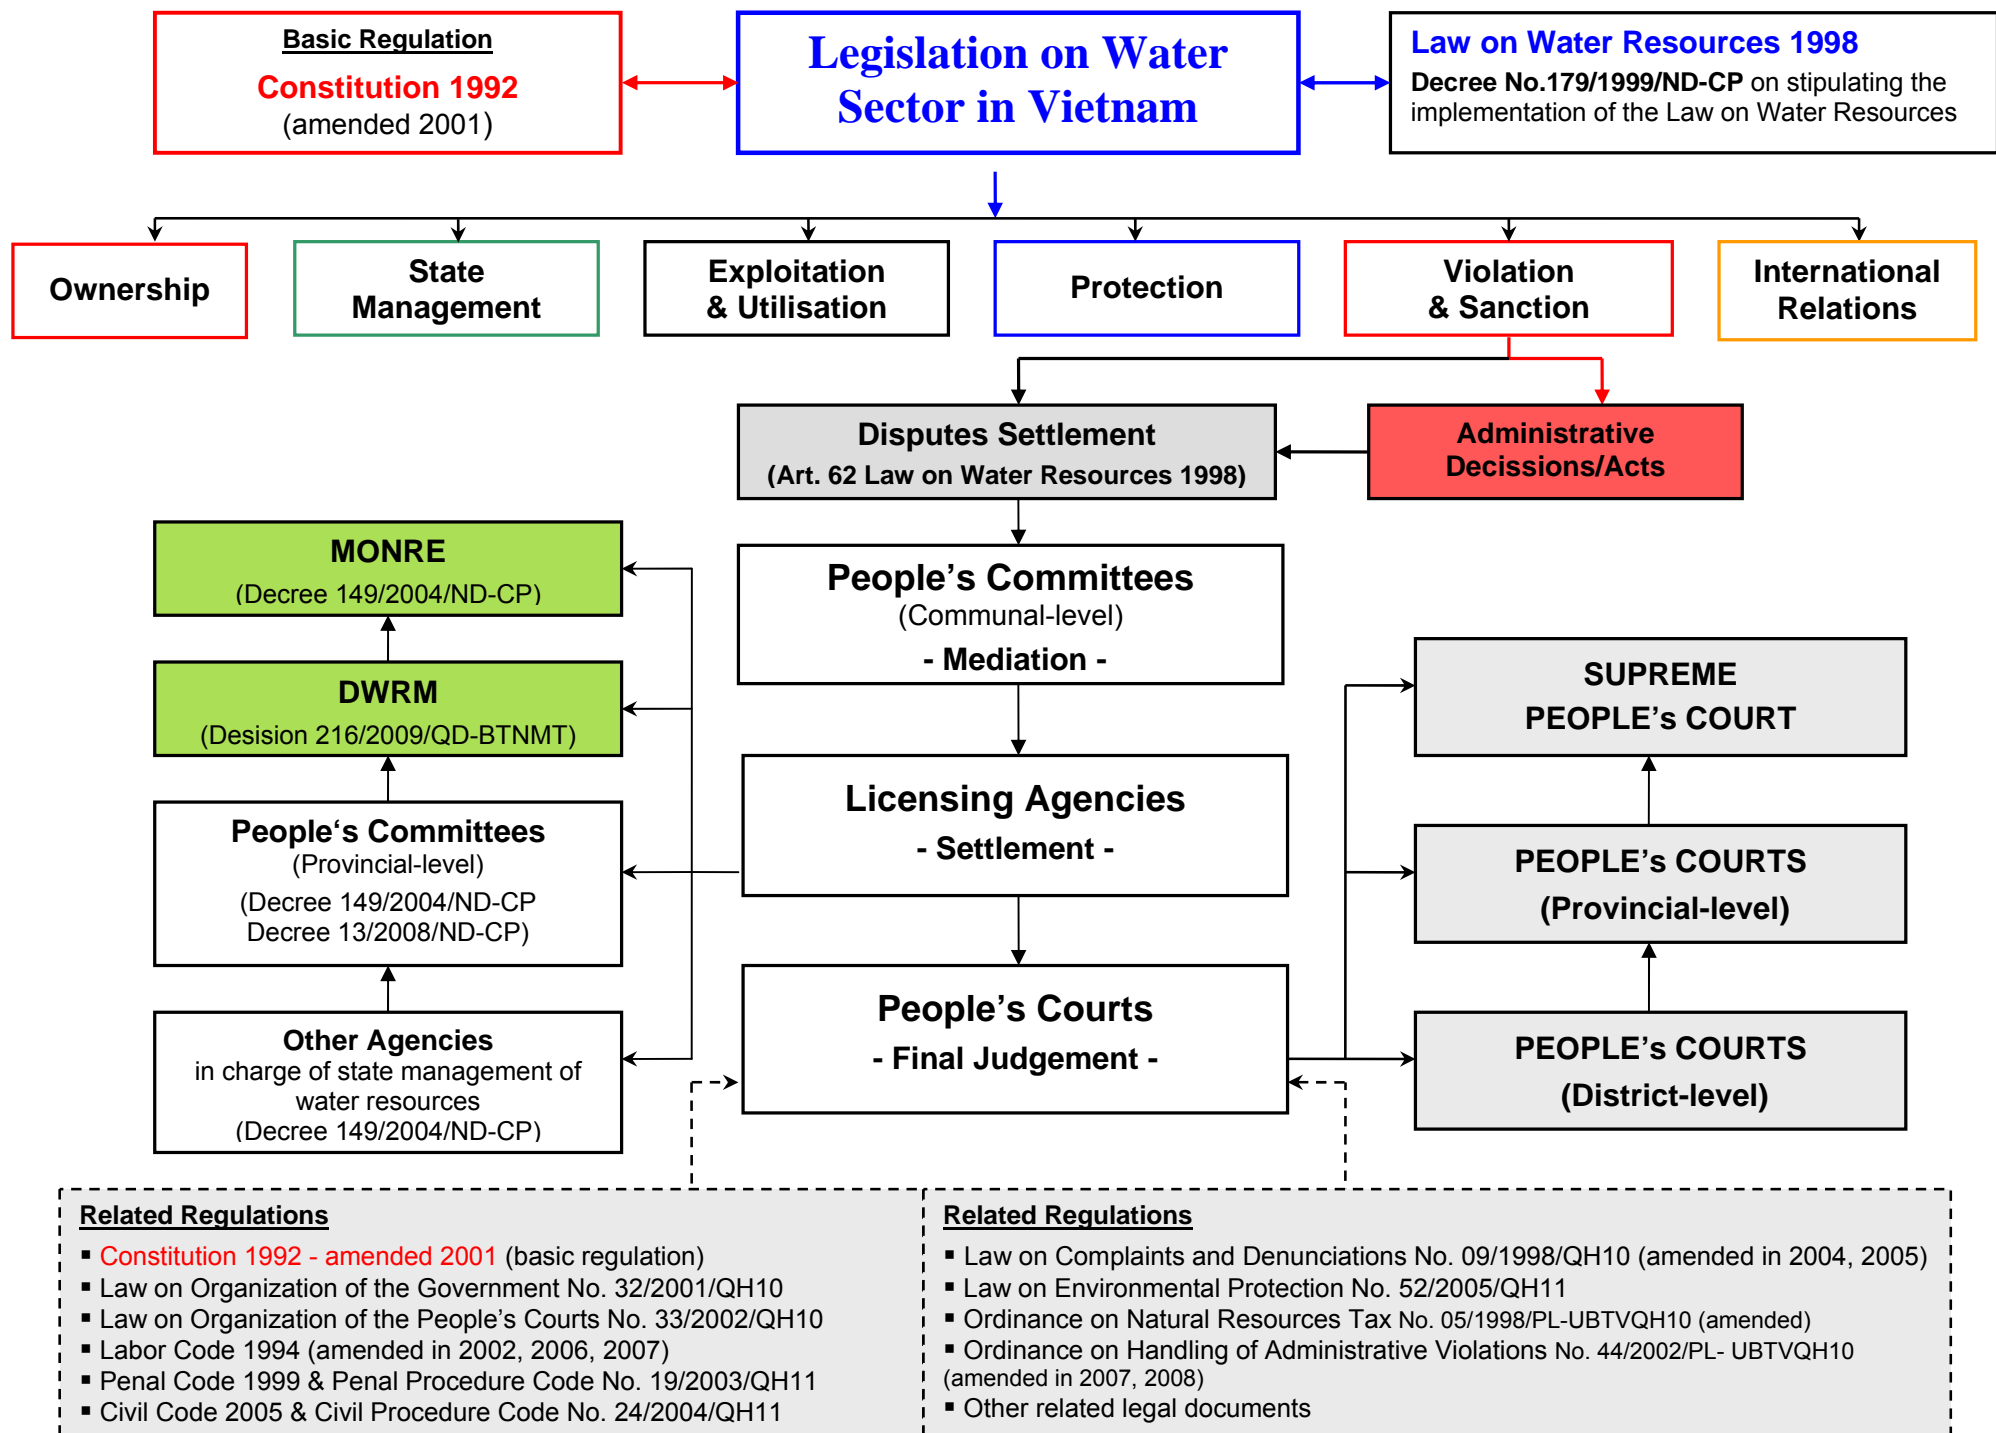 Basic Regulation
Constitution 1992
(amended 2001)
Legislation on Water
Sector in Vietnam
Law on Water Resources 1998
Decree No.179/1999/ND-CP on stipulating the
implementation of the Law on Water Resources
Ownership
State
Management
Exploitation
& Utilisation
Protection
Violation
& Sanction
International
Relations
Disputes Settlement
(Art. 62 Law on Water Resources 1998)
Administrative
Decissions/Acts
MONRE
(Decree 149/2004/ND-CP)
DWRM
(Desision 216/2009/QD-BTNMT)
People‘s Committees
(Provincial-level)
(Decree 149/2004/ND-CP
Decree 13/2008/ND-CP)
Other Agencies
in charge of state management of
water resources
(Decree 149/2004/ND-CP)
People’s Committees
(Communal-level)
- Mediation -
Licensing Agencies
- Settlement -
People’s Courts
- Final Judgement -
SUPREME
PEOPLE’s COURT
PEOPLE’s COURTS
(Provincial-level)
PEOPLE’s COURTS
(District-level)
Related Regulations
▪ Constitution 1992 - amended 2001 (basic regulation)
▪ Law on Organization of the Government No. 32/2001/QH10
▪ Law on Organization of the People’s Courts No. 33/2002/QH10
▪ Labor Code 1994 (amended in 2002, 2006, 2007)
▪ Penal Code 1999 & Penal Procedure Code No. 19/2003/QH11
▪ Civil Code 2005 & Civil Procedure Code No. 24/2004/QH11
Related Regulations
▪ Law on Complaints and Denunciations No. 09/1998/QH10 (amended in 2004, 2005)
▪ Law on Environmental Protection No. 52/2005/QH11
▪ Ordinance on Natural Resources Tax No. 05/1998/PL-UBTVQH10 (amended)
▪ Ordinance on Handling of Administrative Violations No. 44/2002/PL- UBTVQH10
(amended in 2007, 2008)
▪ Other related legal documents